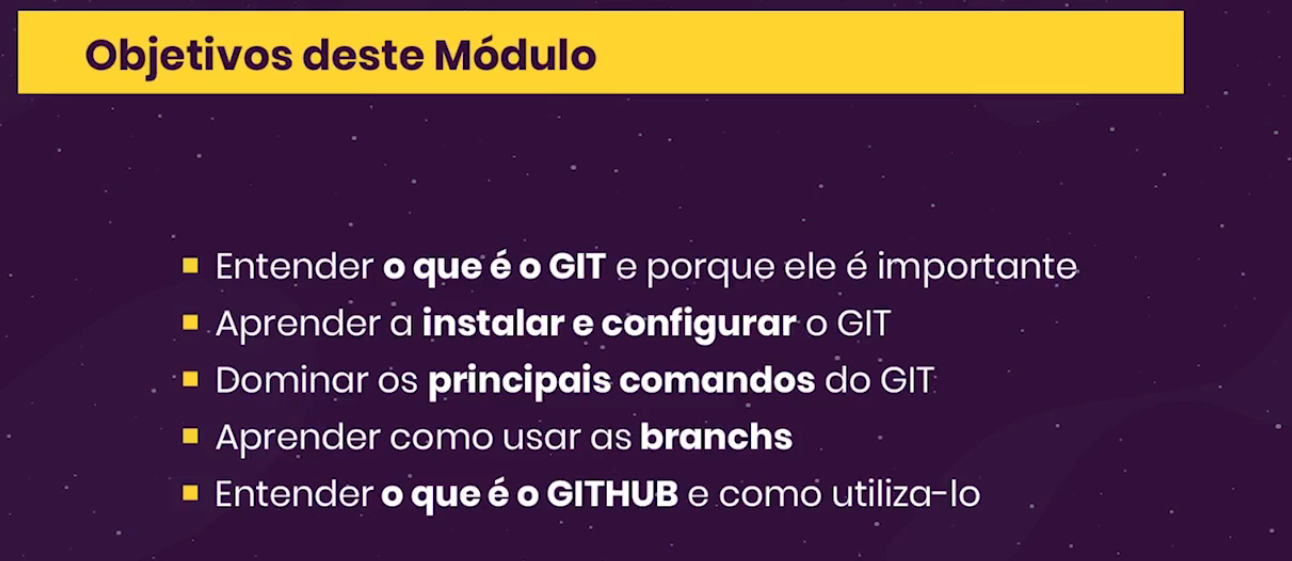 Objetivos deste Módulo
Entender o que é o GIT e porque ele é importante
Aprender a instalar e configurar o GIT
Dominar os principais comandos do GIT
Aprender como usar as branchs
Entender o que é o GITHUB e como utiliza-lo